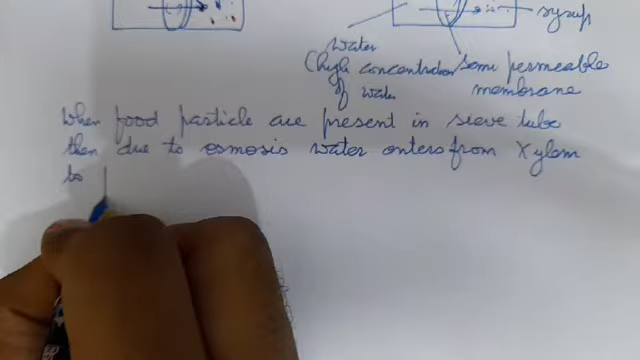 syrup
water
(high concentration
of water
semi permeable
membrane
When food particle are present in sieve tube
then due to osmosis water enters from Xylem
to